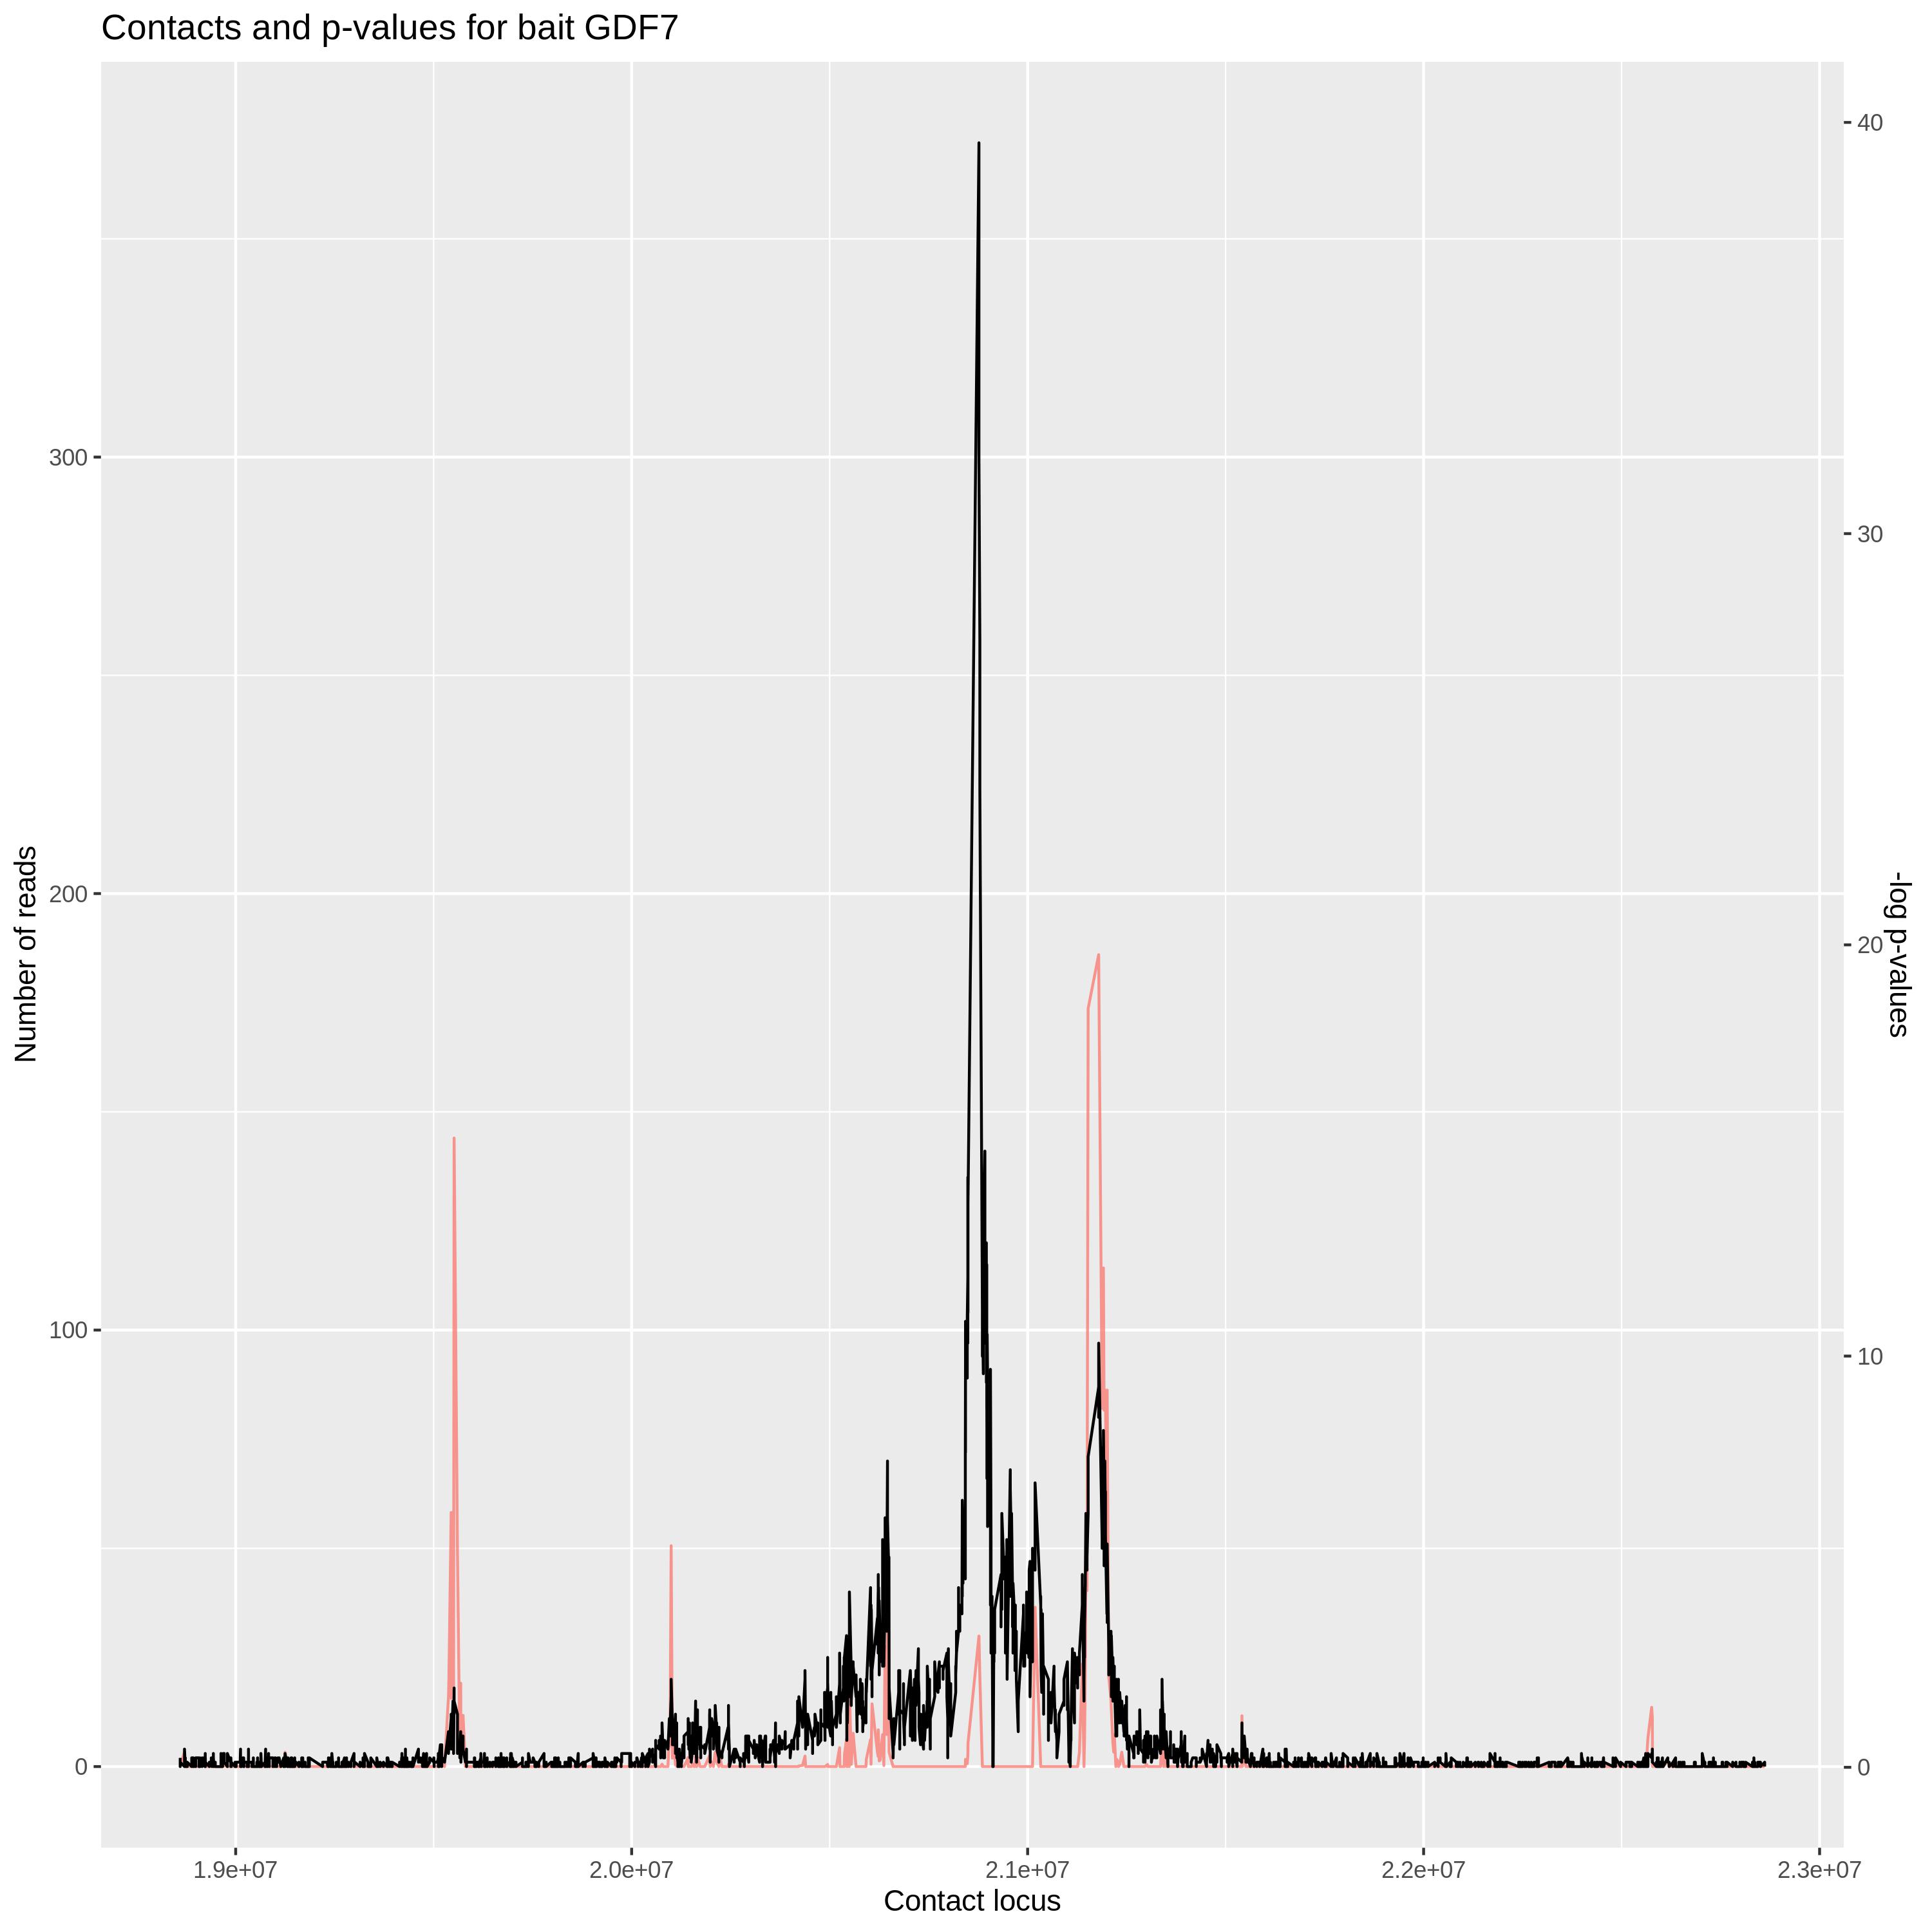 Contacts and p-values for bait GDF7
Number of reads
300
200
100
0
40
30
20
10
0
-log p-values
1.9e+07 2.0e+07 2.1e+07 2.2e+07 2.3e+07
Contact locus